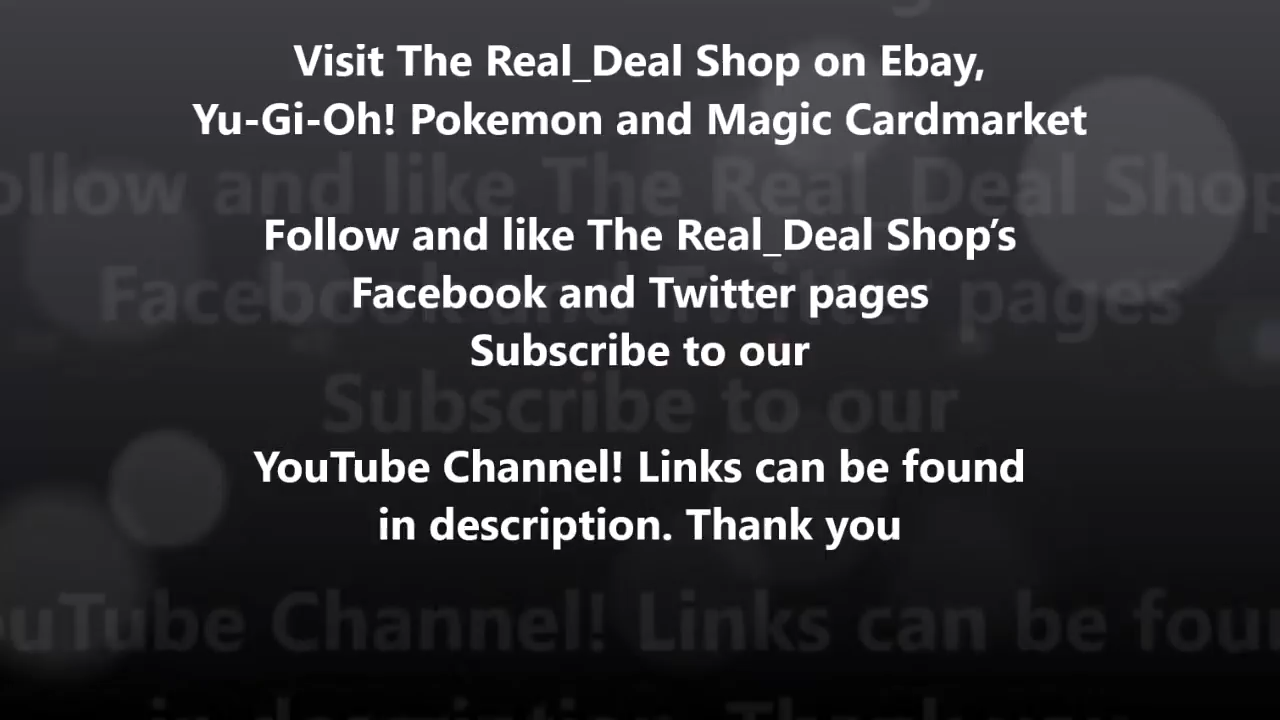 Visit The Real_Deal Shop on Ebay,
Yu-Gi-Oh! Pokemon and Magic Cardmarket
Follow and like The Real_Deal Shop’s
Facebook and Twitter pages
Subscribe to our
YouTube Channel! Links can be found
in description. Thank you